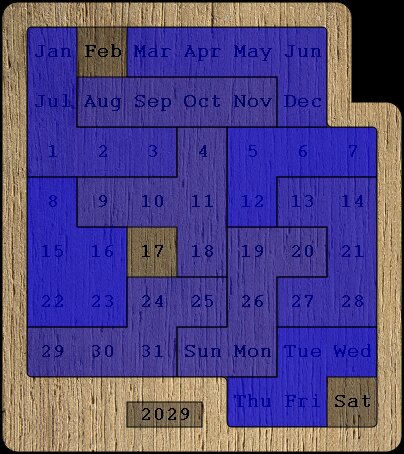 Jan Feb Mar Apr May Jun
Jul Aug Sep Oct Nov Dec
1 2 3 4 5 6 7
8 9 10 11 12 13 14
15 16 17 18 19 20 21
22 23 24 25 26 27 28
29 30 31 Sun Mon Tue Wed
Thu Fri Sat
2029